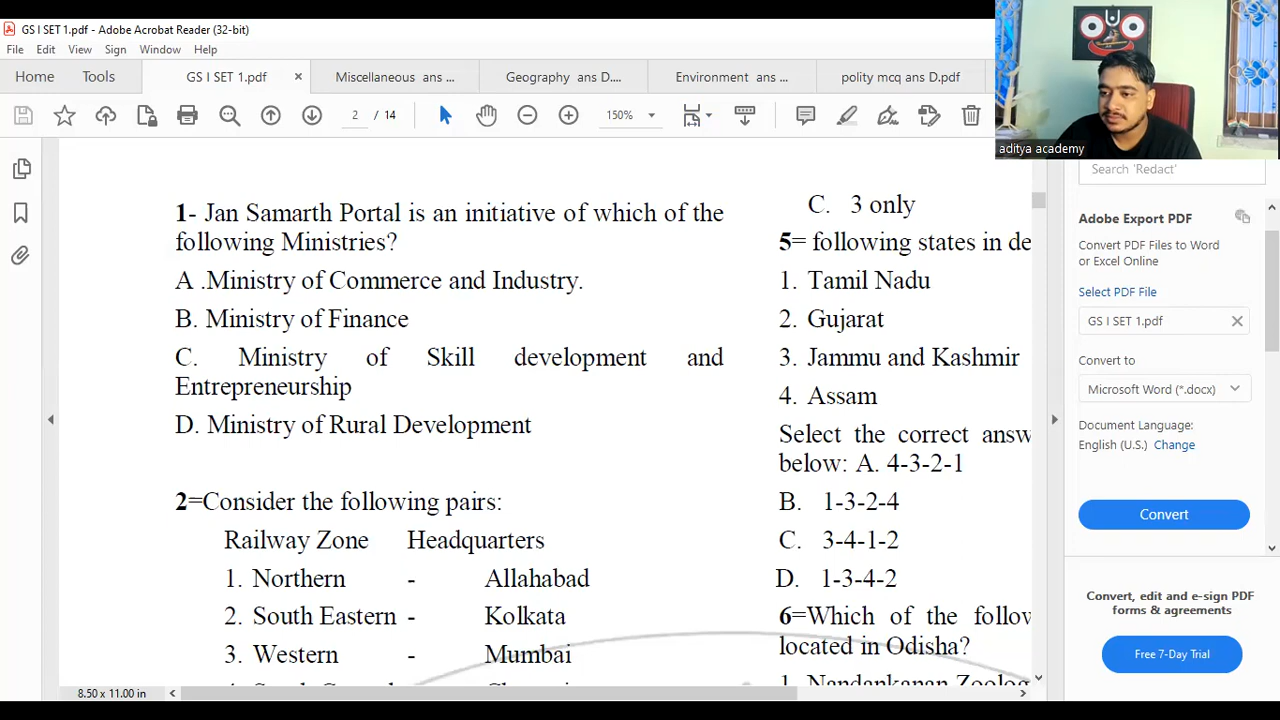 GS I SET 1.pdf - Adobe Acrobat Reader (32-bit)
File Edit View Sign Window Help
Home Tools GS I SET 1.pdf Miscellaneous ans ... Geography ans D.... Environment ans ... polity mcq ans D.pdf
2 / 14 150%
aditya academy
1- Jan Samarth Portal is an initiative of which of the
following Ministries?
A .Ministry of Commerce and Industry.
B. Ministry of Finance
C. Ministry of Skill development and
Entrepreneurship
D. Ministry of Rural Development
2=Consider the following pairs:
Railway Zone Headquarters
1. Northern - Allahabad
2. South Eastern - Kolkata
3. Western - Mumbai
C. 3 only
5= following states in de
1. Tamil Nadu
2. Gujarat
3. Jammu and Kashmir
4. Assam
Select the correct answ
below: A. 4-3-2-1
B. 1-3-2-4
C. 3-4-1-2
D. 1-3-4-2
6=Which of the follow
located in Odisha?
1. Nandankanan Zoolog
8.50 x 11.00 in
Search 'Redact'
Adobe Export PDF
Convert PDF Files to Word
or Excel Online
Select PDF File
GS I SET 1.pdf
Convert to
Microsoft Word (*.docx)
Document Language:
English (U.S.) Change
Convert
Convert, edit and e-sign PDF
forms & agreements
Free 7-Day Trial